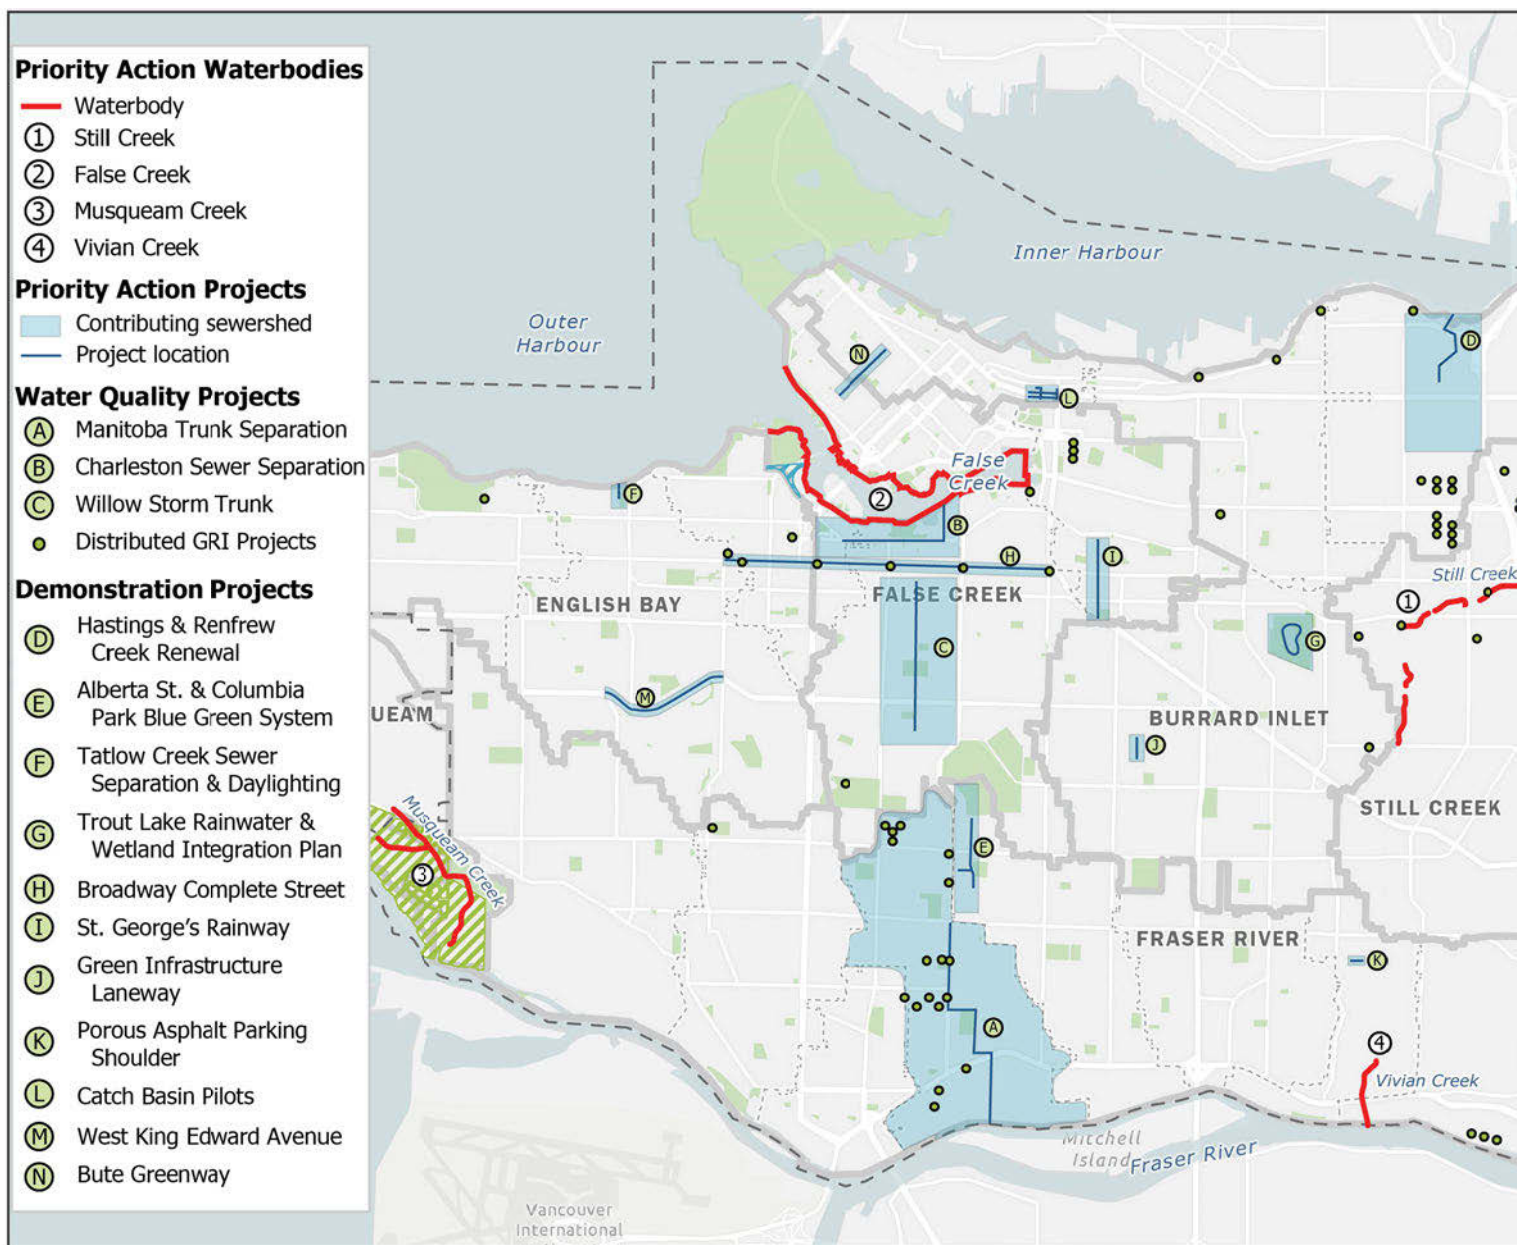 Priority Action Waterbodies
Waterbody
1 Still Creek
2 False Creek
3 Musqueam Creek
4 Vivian Creek
Priority Action Projects
Contributing sewershed
Project location
Water Quality Projects
A Manitoba Trunk Separation
B Charleston Sewer Separation
C Willow Storm Trunk
Distributed GRI Projects
Demonstration Projects
D Hastings & Renfrew
Creek Renewal
E Alberta St. & Columbia
Park Blue Green System
F Tatlow Creek Sewer
Separation & Daylighting
G Trout Lake Rainwater &
Wetland Integration Plan
H Broadway Complete Street
I St. George's Rainway
J Green Infrastructure
Laneway
K Porous Asphalt Parking
Shoulder
L Catch Basin Pilots
M West King Edward Avenue
N Bute Greenway
Inner Harbour
Outer
Harbour
D
N
L
False
Creek
F
2
B
H
I
Still Creek
1
ENGLISH BAY
FALSE CREEK
G
C
M
UEAM
BURRARD INLET
J
STILL CREEK
Musqueam Creek
3
E
FRASER RIVER
K
A
4
Vivian Creek
Mitchell
Island
Fraser River
Vancouver
International